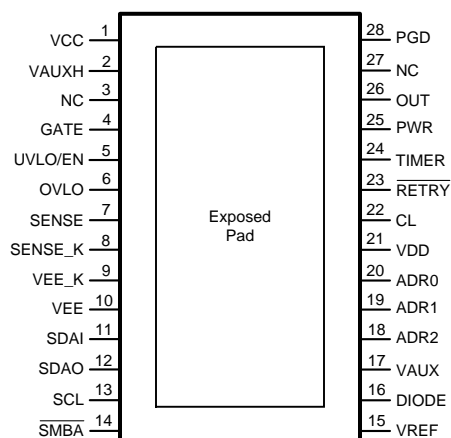 VCC 1
VAUXH 2
NC 3
GATE 4
UVLO/EN 5
OVLO 6
SENSE 7
SENSE_K 8
VEE_K 9
VEE 10
SDAI 11
SDAO 12
SCL 13
SMBA 14
Exposed
Pad
28 PGD
27 NC
26 OUT
25 PWR
24 TIMER
23 RETRY
22 CL
21 VDD
20 ADR0
19 ADR1
18 ADR2
17 VAUX
16 DIODE
15 VREF